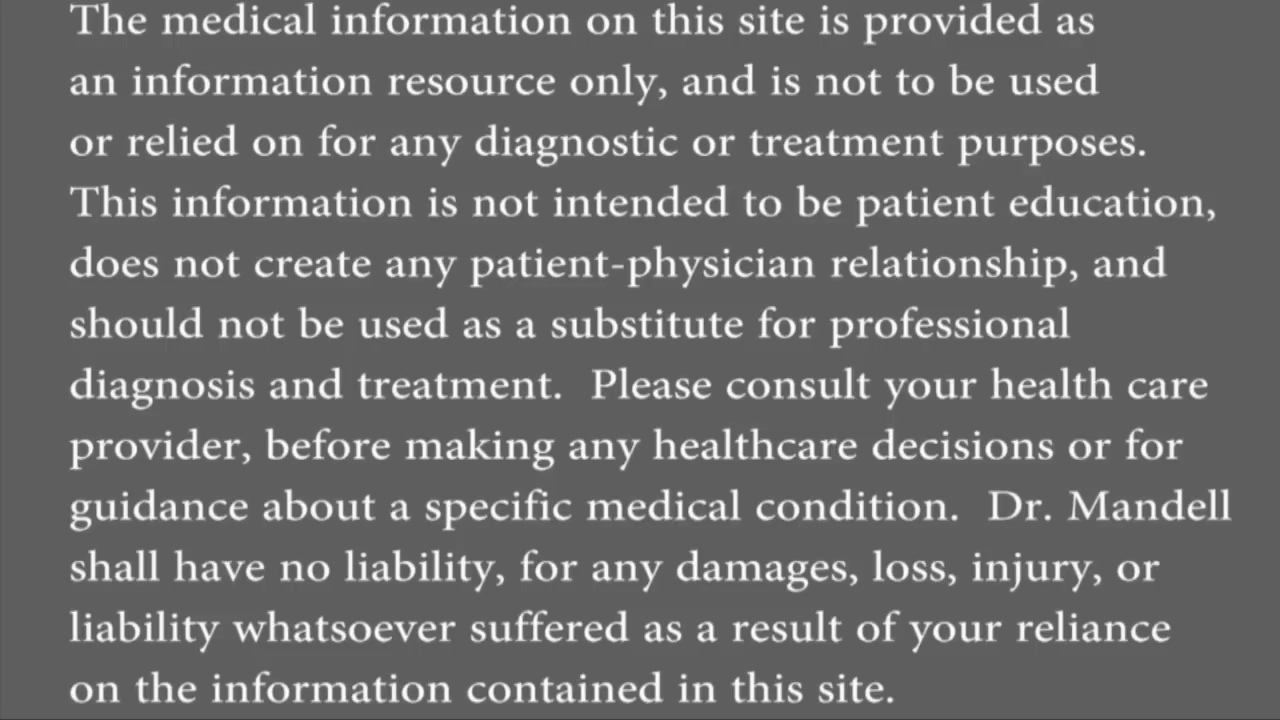 The medical information on this site is provided as
an information resource only, and is not to be used
or relied on for any diagnostic or treatment purposes.
This information is not intended to be patient education,
does not create any patient-physician relationship, and
should not be used as a substitute for professional
diagnosis and treatment.  Please consult your health care
provider, before making any healthcare decisions or for
guidance about a specific medical condition.  Dr. Mandell
shall have no liability, for any damages, loss, injury, or
liability whatsoever suffered as a result of your reliance
on the information contained in this site.